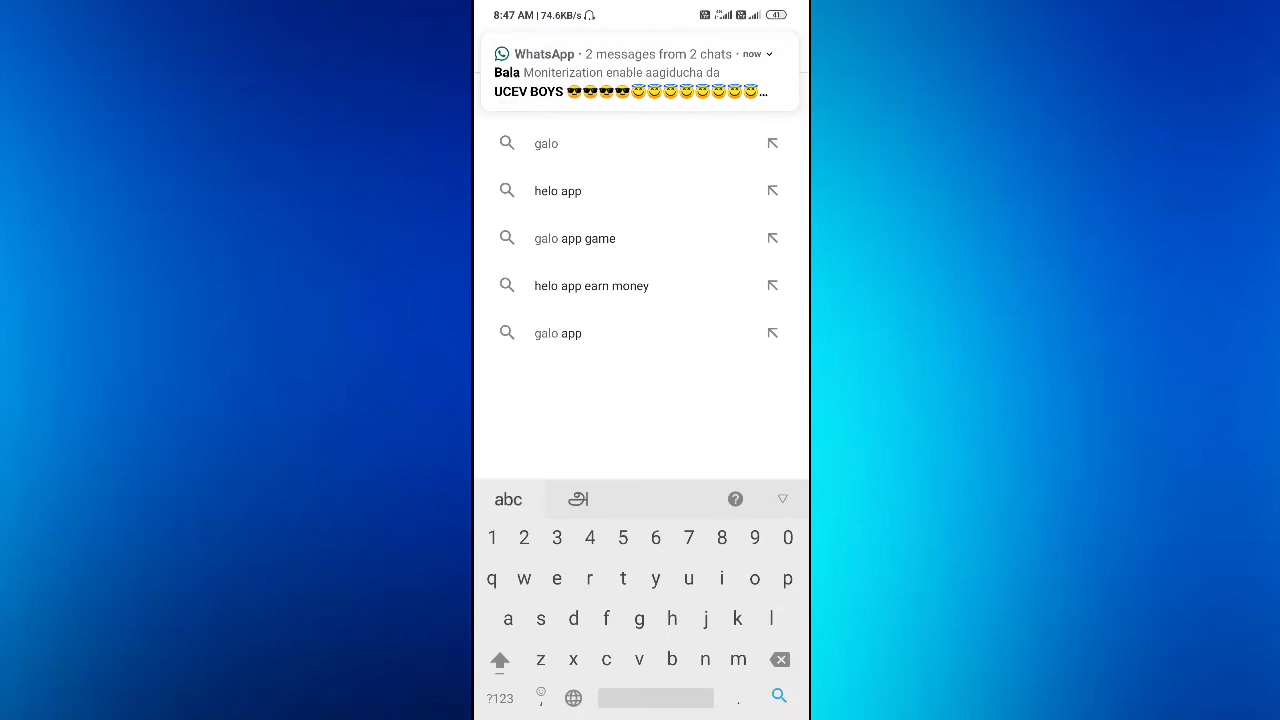 8:47 AM | 74.6KB/s 41
WhatsApp · 2 messages from 2 chats · now
Bala Moniterization enable aagiducha da
UCEV BOYS 😎😎😎😎😇😇😇😇😇😇😇😇...
galo
helo app
galo app game
helo app earn money
galo app
abc அ ?
1 2 3 4 5 6 7 8 9 0
q w e r t y u i o p
a s d f g h j k l
z x c v b n m
?123 , .